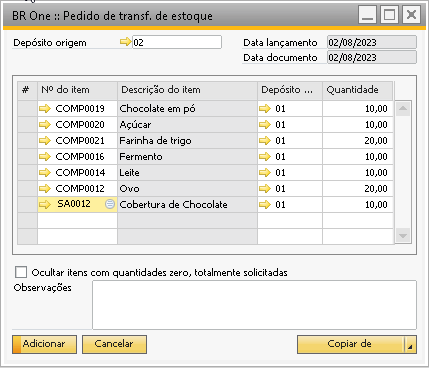 BR One :: Pedido de transf. de estoque
Depósito origem 02 Data lançamento 02/08/2023
Data documento 02/08/2023
# Nº do item Descrição do item Depósito ... Quantidade
COMP0019 Chocolate em pó 01 10,00
COMP0020 Açúcar 01 10,00
COMP0021 Farinha de trigo 01 20,00
COMP0016 Fermento 01 10,00
COMP0014 Leite 01 10,00
COMP0012 Ovo 01 20,00
SA0012 Cobertura de Chocolate 01 10,00
Ocultar itens com quantidades zero, totalmente solicitadas
Observações
Adicionar Cancelar Copiar de